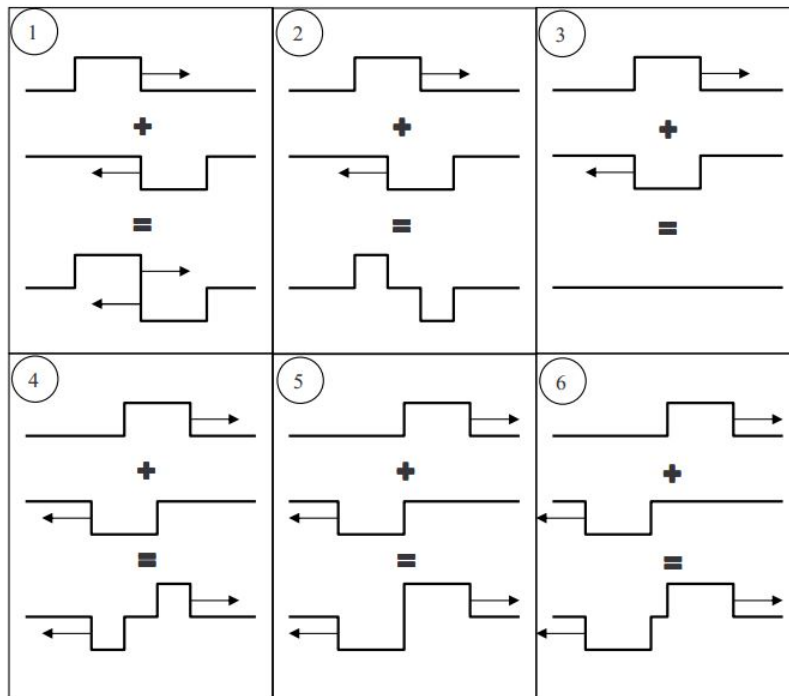 1 2 3
+ + +
= = =
4 5 6
+ + +
= = =